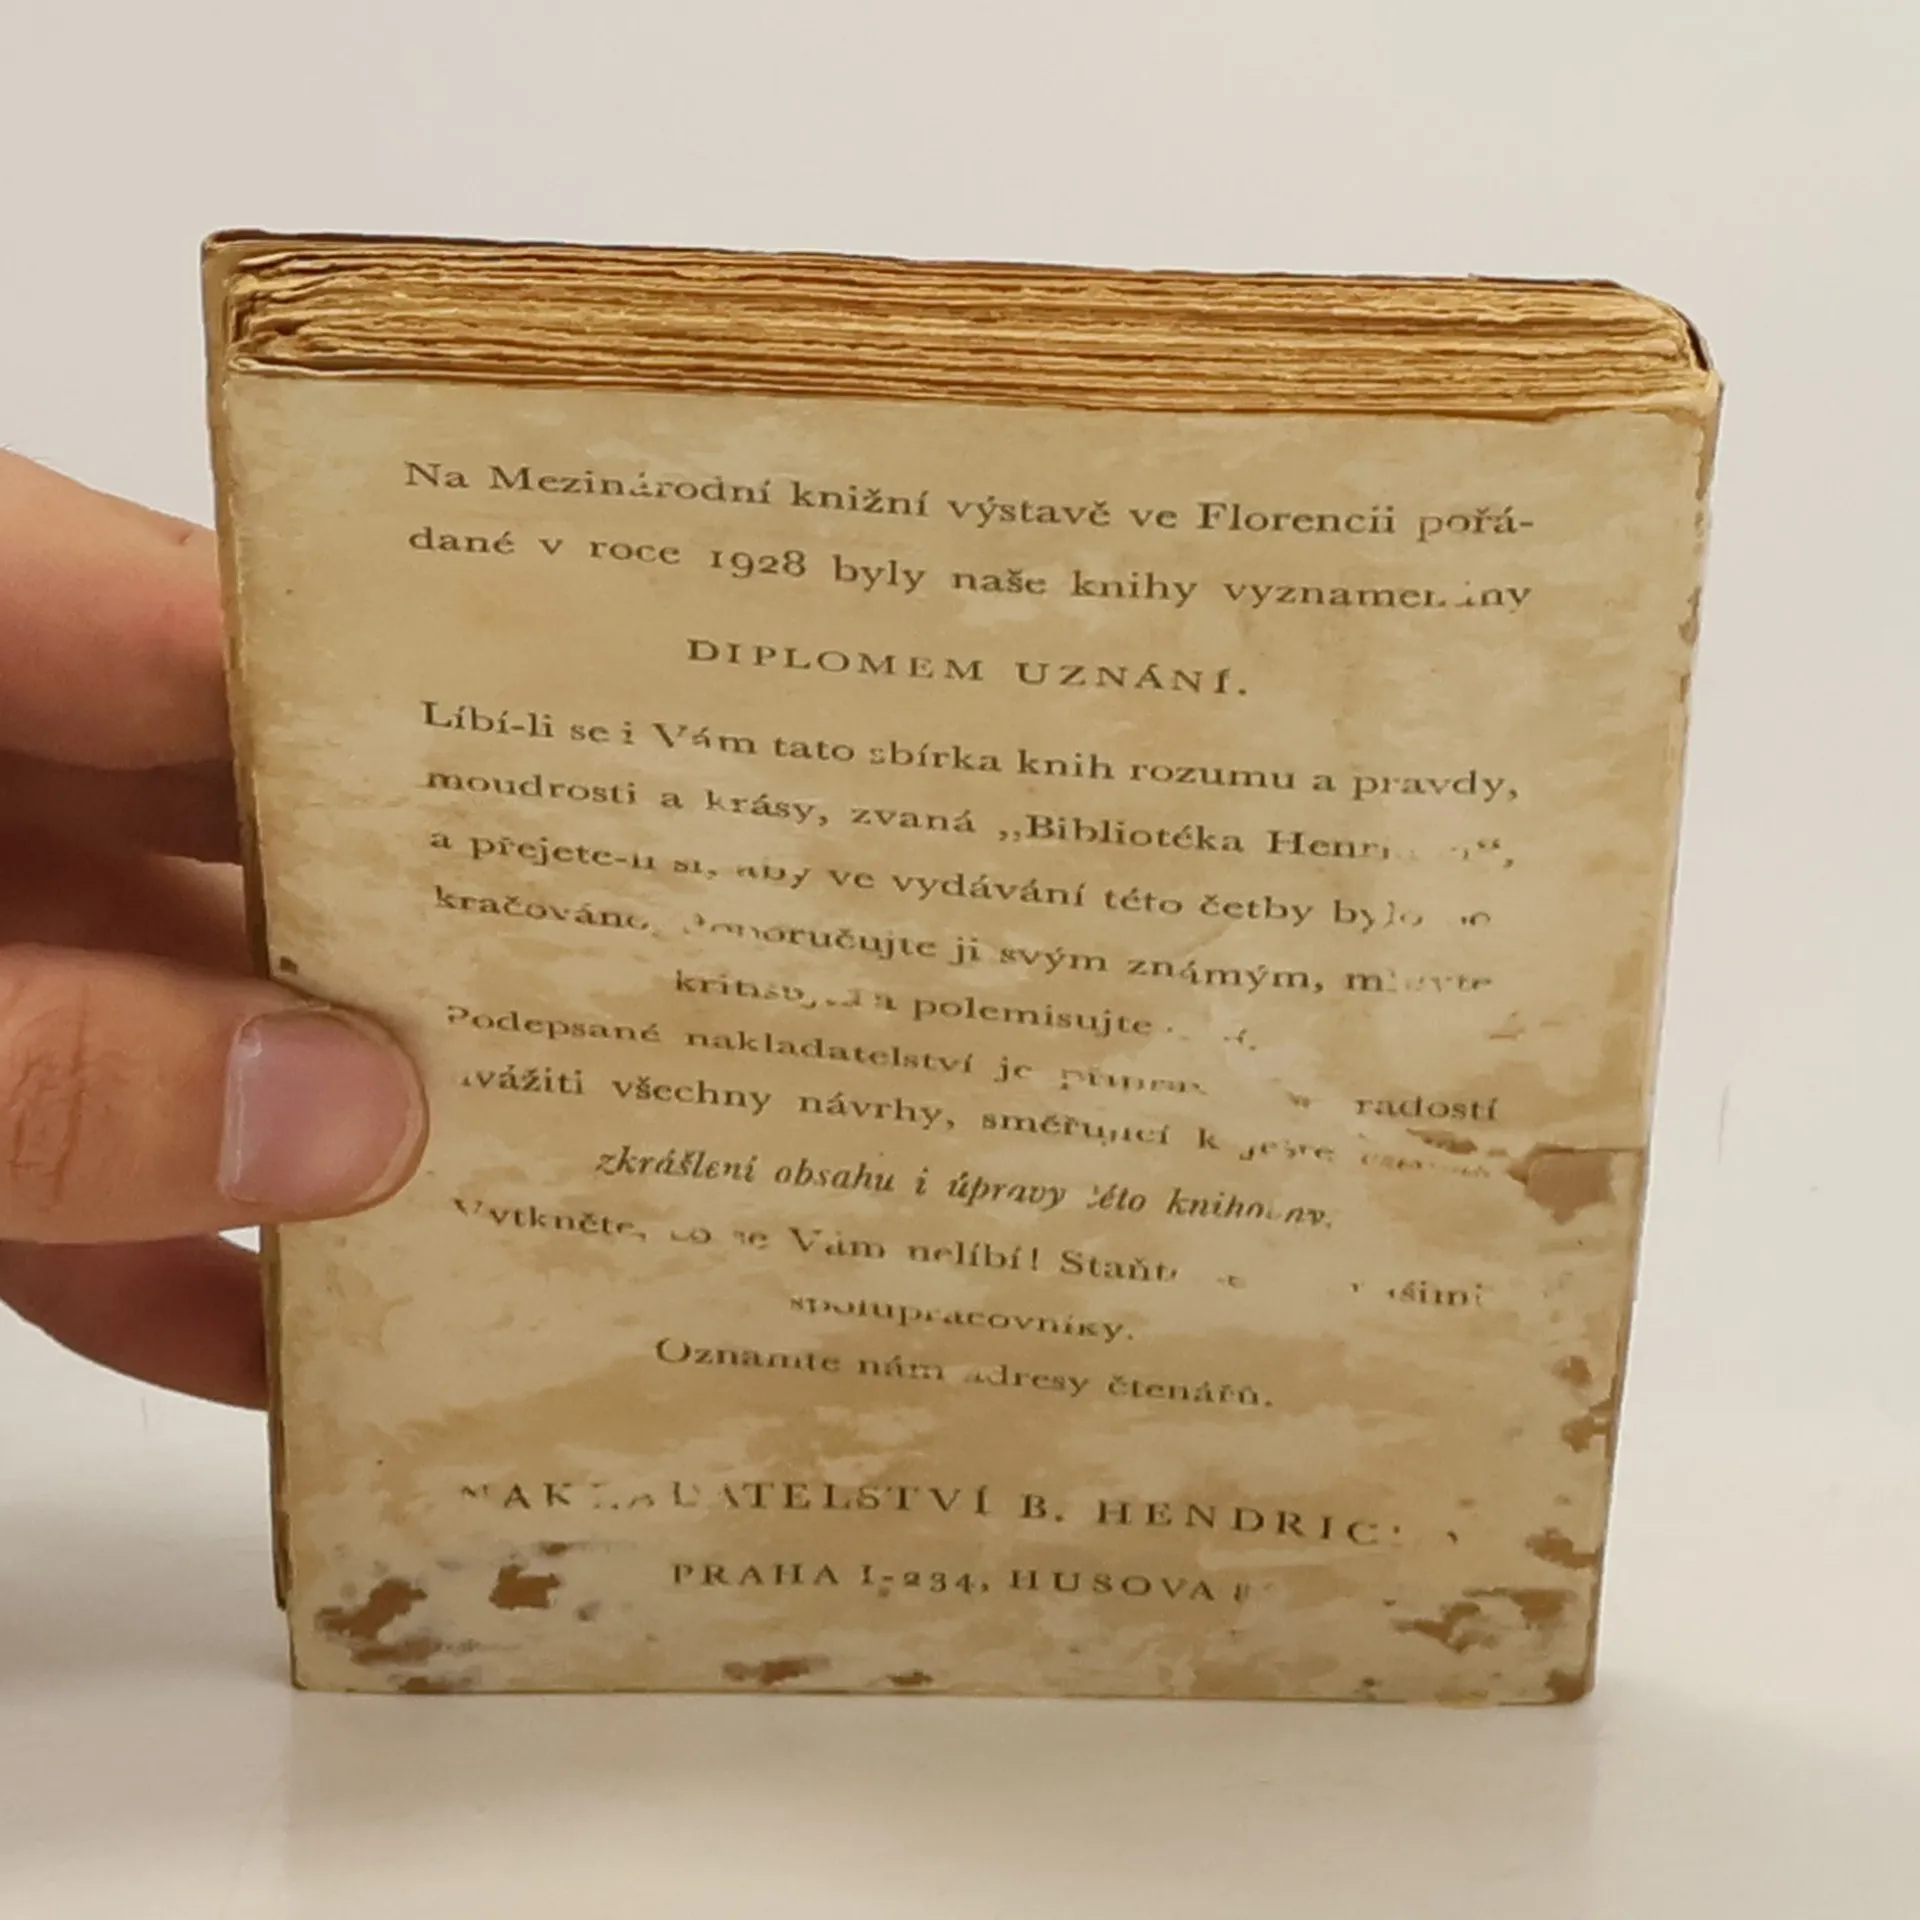 Na Mezinárodní knižní výstavě ve Florencii pořá-
dané v roce 1928 byly naše knihy vyznamenány
DIPLOMEM UZNÁNÍ.
Líbí-li se i Vám tato sbírka knih rozumu a pravdy,
moudrosti a krásy, zvaná „Bibliotéka
a přejete-li si, aby ve vydávání této četby bylo
kračováno, doporučujte ji svým známým, mluvte
a polemisujte
Podepsané nakladatelství je radostí
uvážiti všechny návrhy, směřující k
zkrášlení obsahu i úpravy této knihovny.
Vytkněte, co se Vám nelíbí! Staňte
spolupracovníky.
Oznamte nám adresy čtenářů.
NAKLADATELSTVÍ B.
PRAHA I-234, HUSOVA